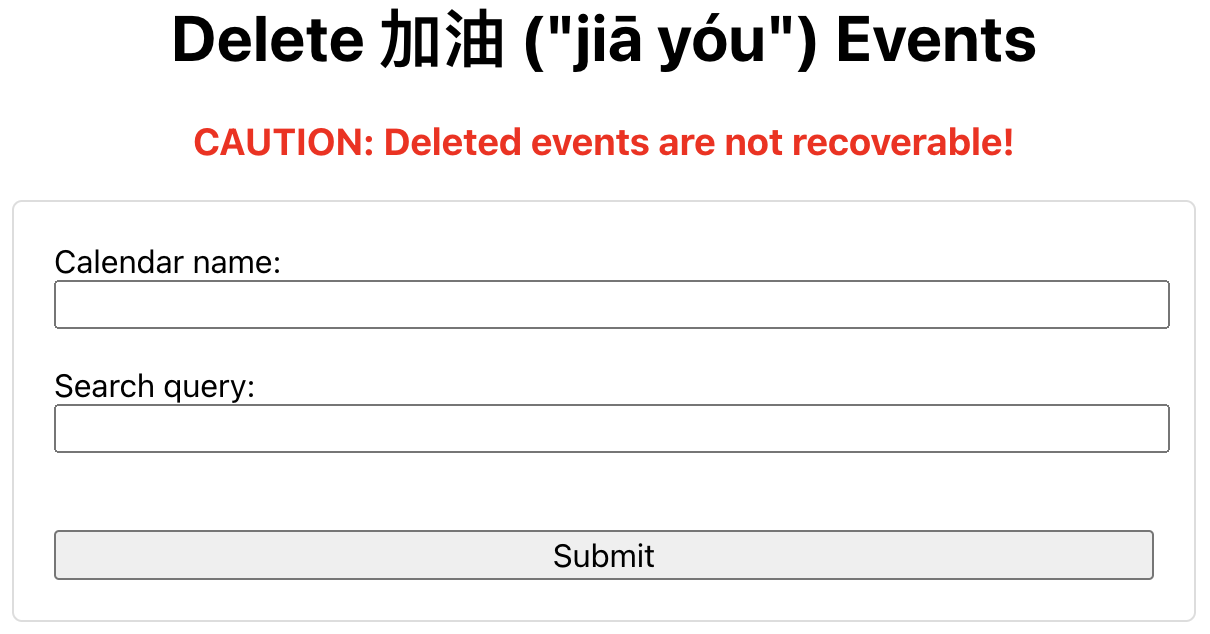 Delete 加油 ("jiā yóu") Events
CAUTION: Deleted events are not recoverable!
Calendar name:
Search query:
Submit